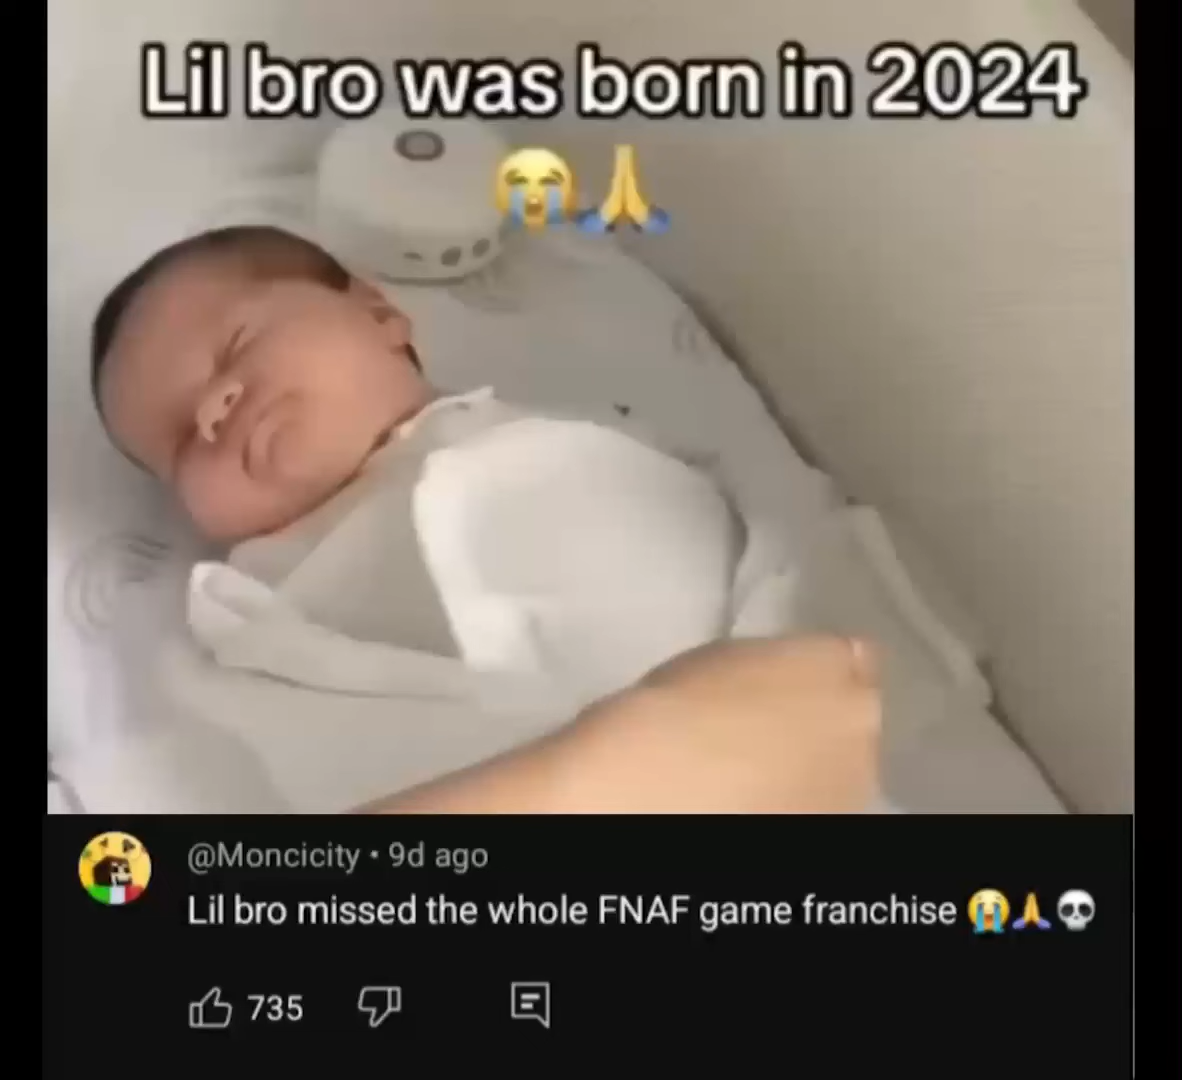 Lil bro was born in 2024
😭🙏
@Moncicity • 9d ago
Lil bro missed the whole FNAF game franchise 😭🙏💀
735